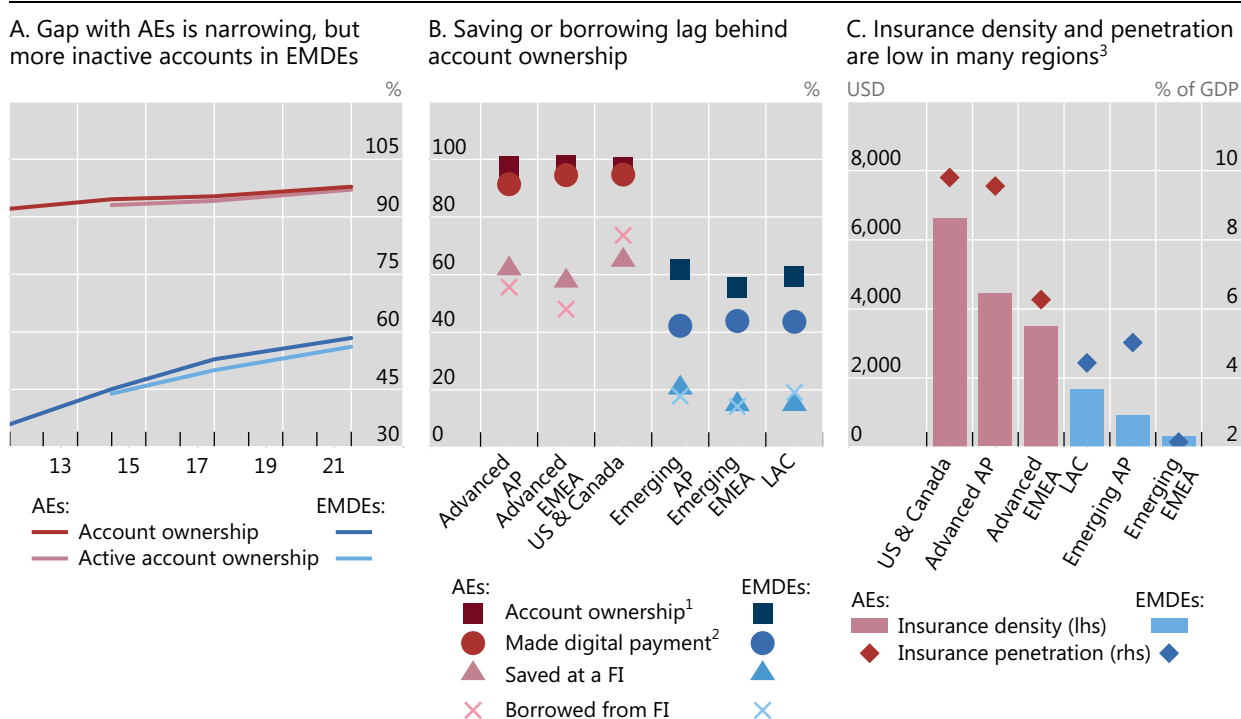 A. Gap with AEs is narrowing, but
more inactive accounts in EMDEs
%
105
90
75
60
45
30
13 15 17 19 21
AEs: EMDEs:
Account ownership
Active account ownership
B. Saving or borrowing lag behind
account ownership
%
100
80
60
40
20
0
Advanced
AP
Advanced
EMEA
US & Canada
Emerging
AP
Emerging
EMEA
LAC
AEs: EMDEs:
Account ownership1
Made digital payment2
Saved at a FI
Borrowed from FI
C. Insurance density and penetration
are low in many regions3
USD % of GDP
8,000 10
6,000 8
4,000 6
2,000 4
0 2
US & Canada
Advanced AP
Advanced
EMEA
LAC
Emerging AP
Emerging
EMEA
AEs: EMDEs:
Insurance density (lhs)
Insurance penetration (rhs)